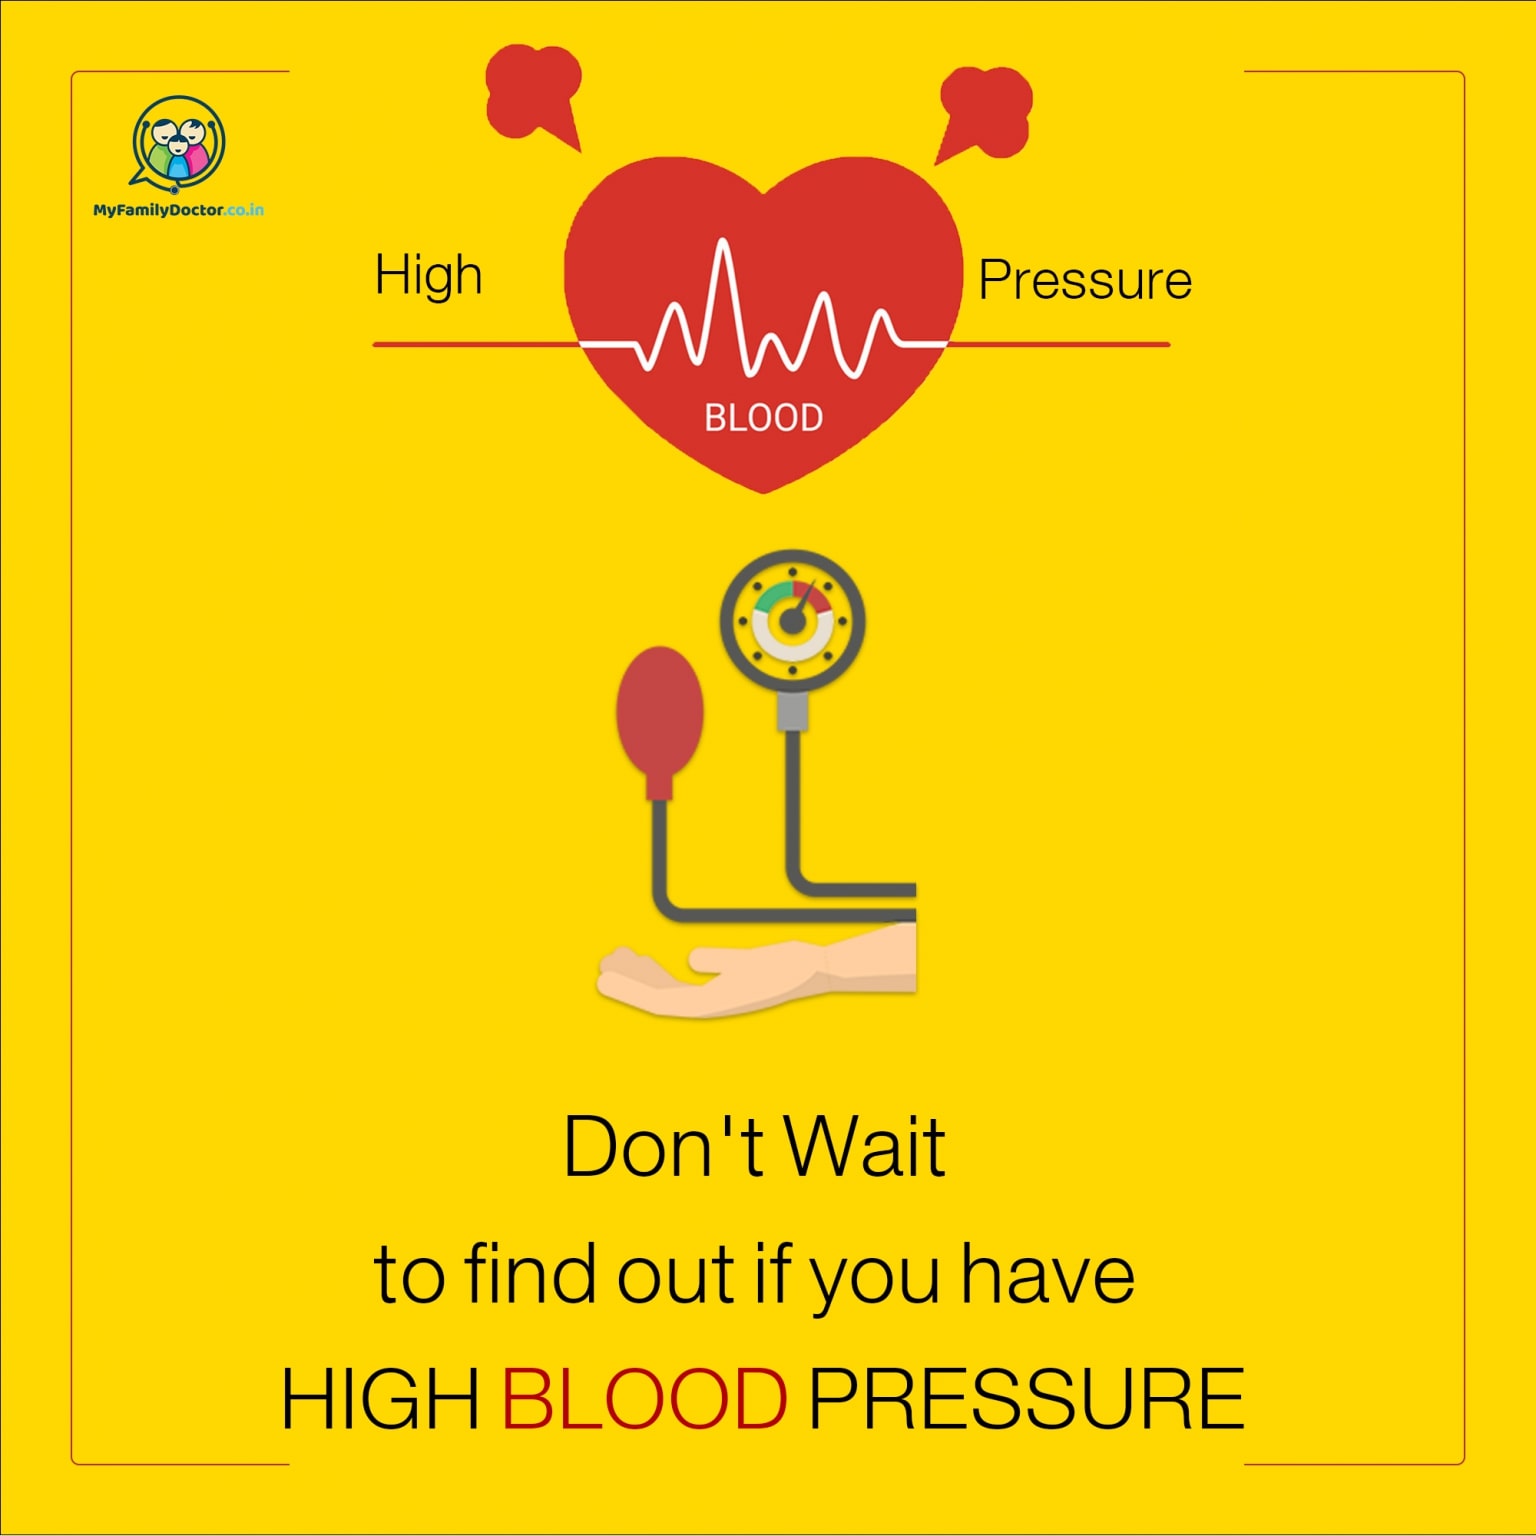 MyFamilyDoctor.co.in
High
Pressure
BLOOD
Don't Wait
to find out if you have
HIGH BLOOD PRESSURE